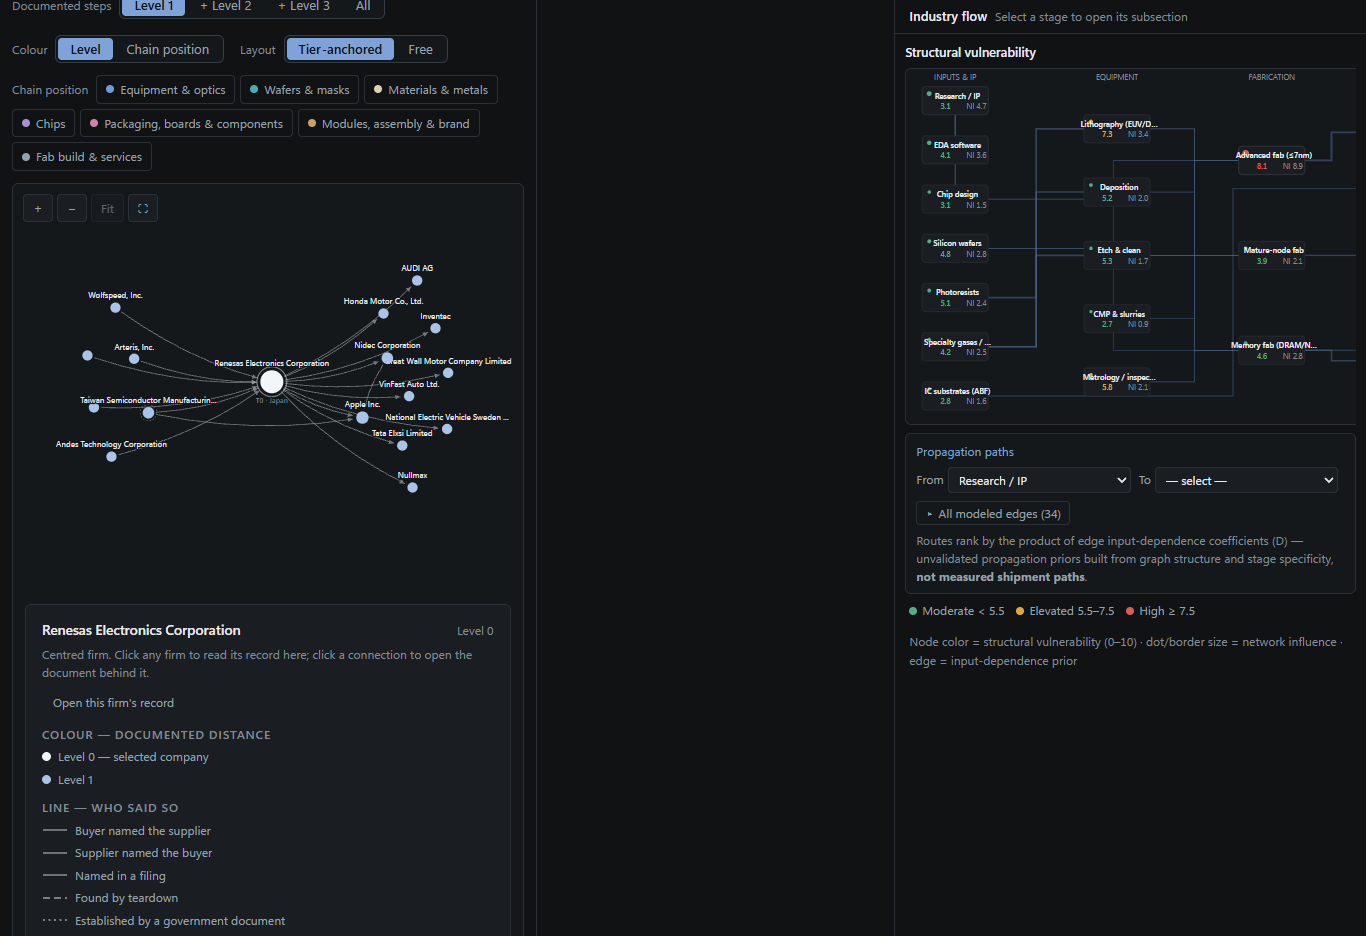 Documented steps Level 1 + Level 2 + Level 3 All
Colour Level Chain position Layout Tier-anchored Free
Chain position Equipment & optics Wafers & masks Materials & metals
Chips Packaging, boards & components Modules, assembly & brand
Fab build & services
+ − Fit
AUDI AG
Wolfspeed, Inc.
Honda Motor Co., Ltd.
Inventec
Arteris, Inc.
Nidec Corporation
Renesas Electronics Corporation
Great Wall Motor Company Limited
VinFast Auto Ltd.
T0 · Japan
Taiwan Semiconductor Manufacturin...
Apple Inc.
National Electric Vehicle Sweden ...
Tata Elxsi Limited
Andes Technology Corporation
Nullmax
Renesas Electronics Corporation Level 0
Centred firm. Click any firm to read its record here; click a connection to open the
document behind it.
Open this firm's record
COLOUR — DOCUMENTED DISTANCE
Level 0 — selected company
Level 1
LINE — WHO SAID SO
Buyer named the supplier
Supplier named the buyer
Named in a filing
Found by teardown
Established by a government document
Industry flow Select a stage to open its subsection
Structural vulnerability
INPUTS & IP EQUIPMENT FABRICATION
Research / IP
3.1 NI 4.7
EDA software
4.1 NI 3.6
Chip design
3.1 NI 1.5
Silicon wafers
4.8 NI 2.8
Photoresists
5.1 NI 2.4
Specialty gases / ...
4.2 NI 2.5
IC substrates (ABF)
2.8 NI 1.6
Lithography (EUV/D...
7.3 NI 3.4
Deposition
5.2 NI 2.0
Etch & clean
5.3 NI 1.7
CMP & slurries
2.7 NI 0.9
Metrology / inspec...
5.8 NI 2.1
Advanced fab (≤7nm)
8.1 NI 8.9
Mature-node fab
3.9 NI 2.1
Memory fab (DRAM/N...
4.6 NI 2.8
Propagation paths
From Research / IP To — select —
▸ All modeled edges (34)
Routes rank by the product of edge input-dependence coefficients (D) —
unvalidated propagation priors built from graph structure and stage specificity,
not measured shipment paths.
Moderate < 5.5 Elevated 5.5–7.5 High ≥ 7.5
Node color = structural vulnerability (0–10) · dot/border size = network influence ·
edge = input-dependence prior